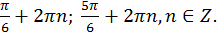 π/6 + 2πn; 5π/6 + 2πn, n ∈ Z.